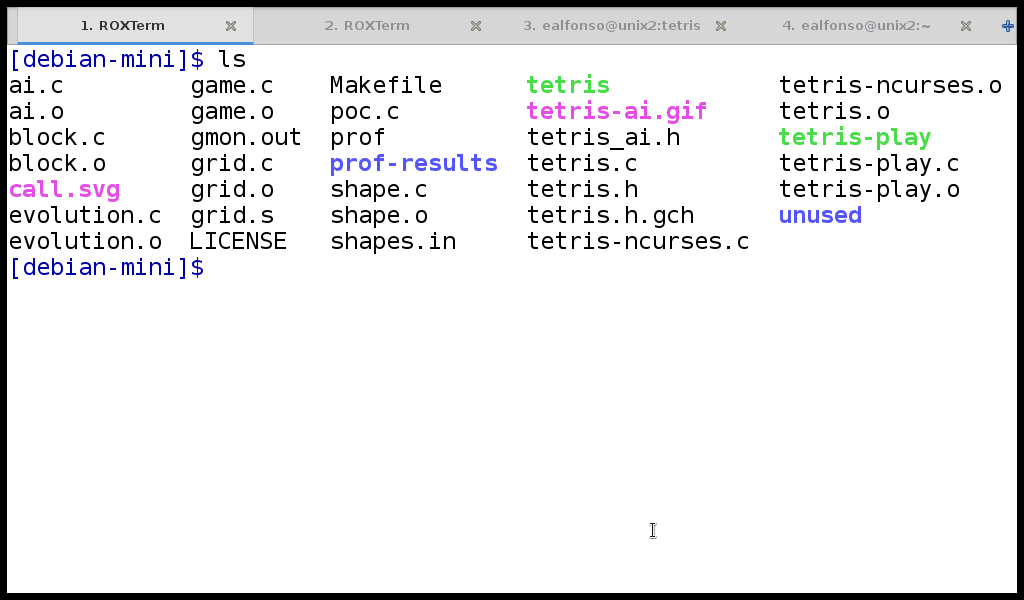 1. ROXTerm 2. ROXTerm 3. ealfonso@unix2:tetris 4. ealfonso@unix2:~
[debian-mini]$ ls
ai.c game.c Makefile tetris tetris-ncurses.o
ai.o game.o poc.c tetris-ai.gif tetris.o
block.c gmon.out prof tetris_ai.h tetris-play
block.o grid.c prof-results tetris.c tetris-play.c
call.svg grid.o shape.c tetris.h tetris-play.o
evolution.c grid.s shape.o tetris.h.gch unused
evolution.o LICENSE shapes.in tetris-ncurses.c
[debian-mini]$